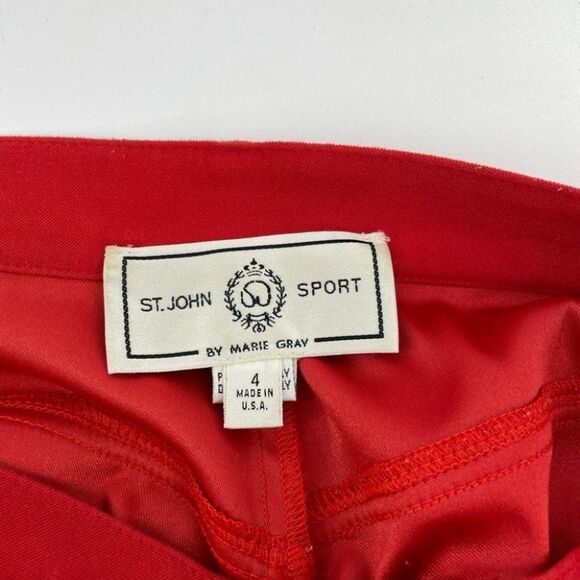 ST. JOHN SPORT
BY MARIE GRAY
4
MADE IN
U.S.A.